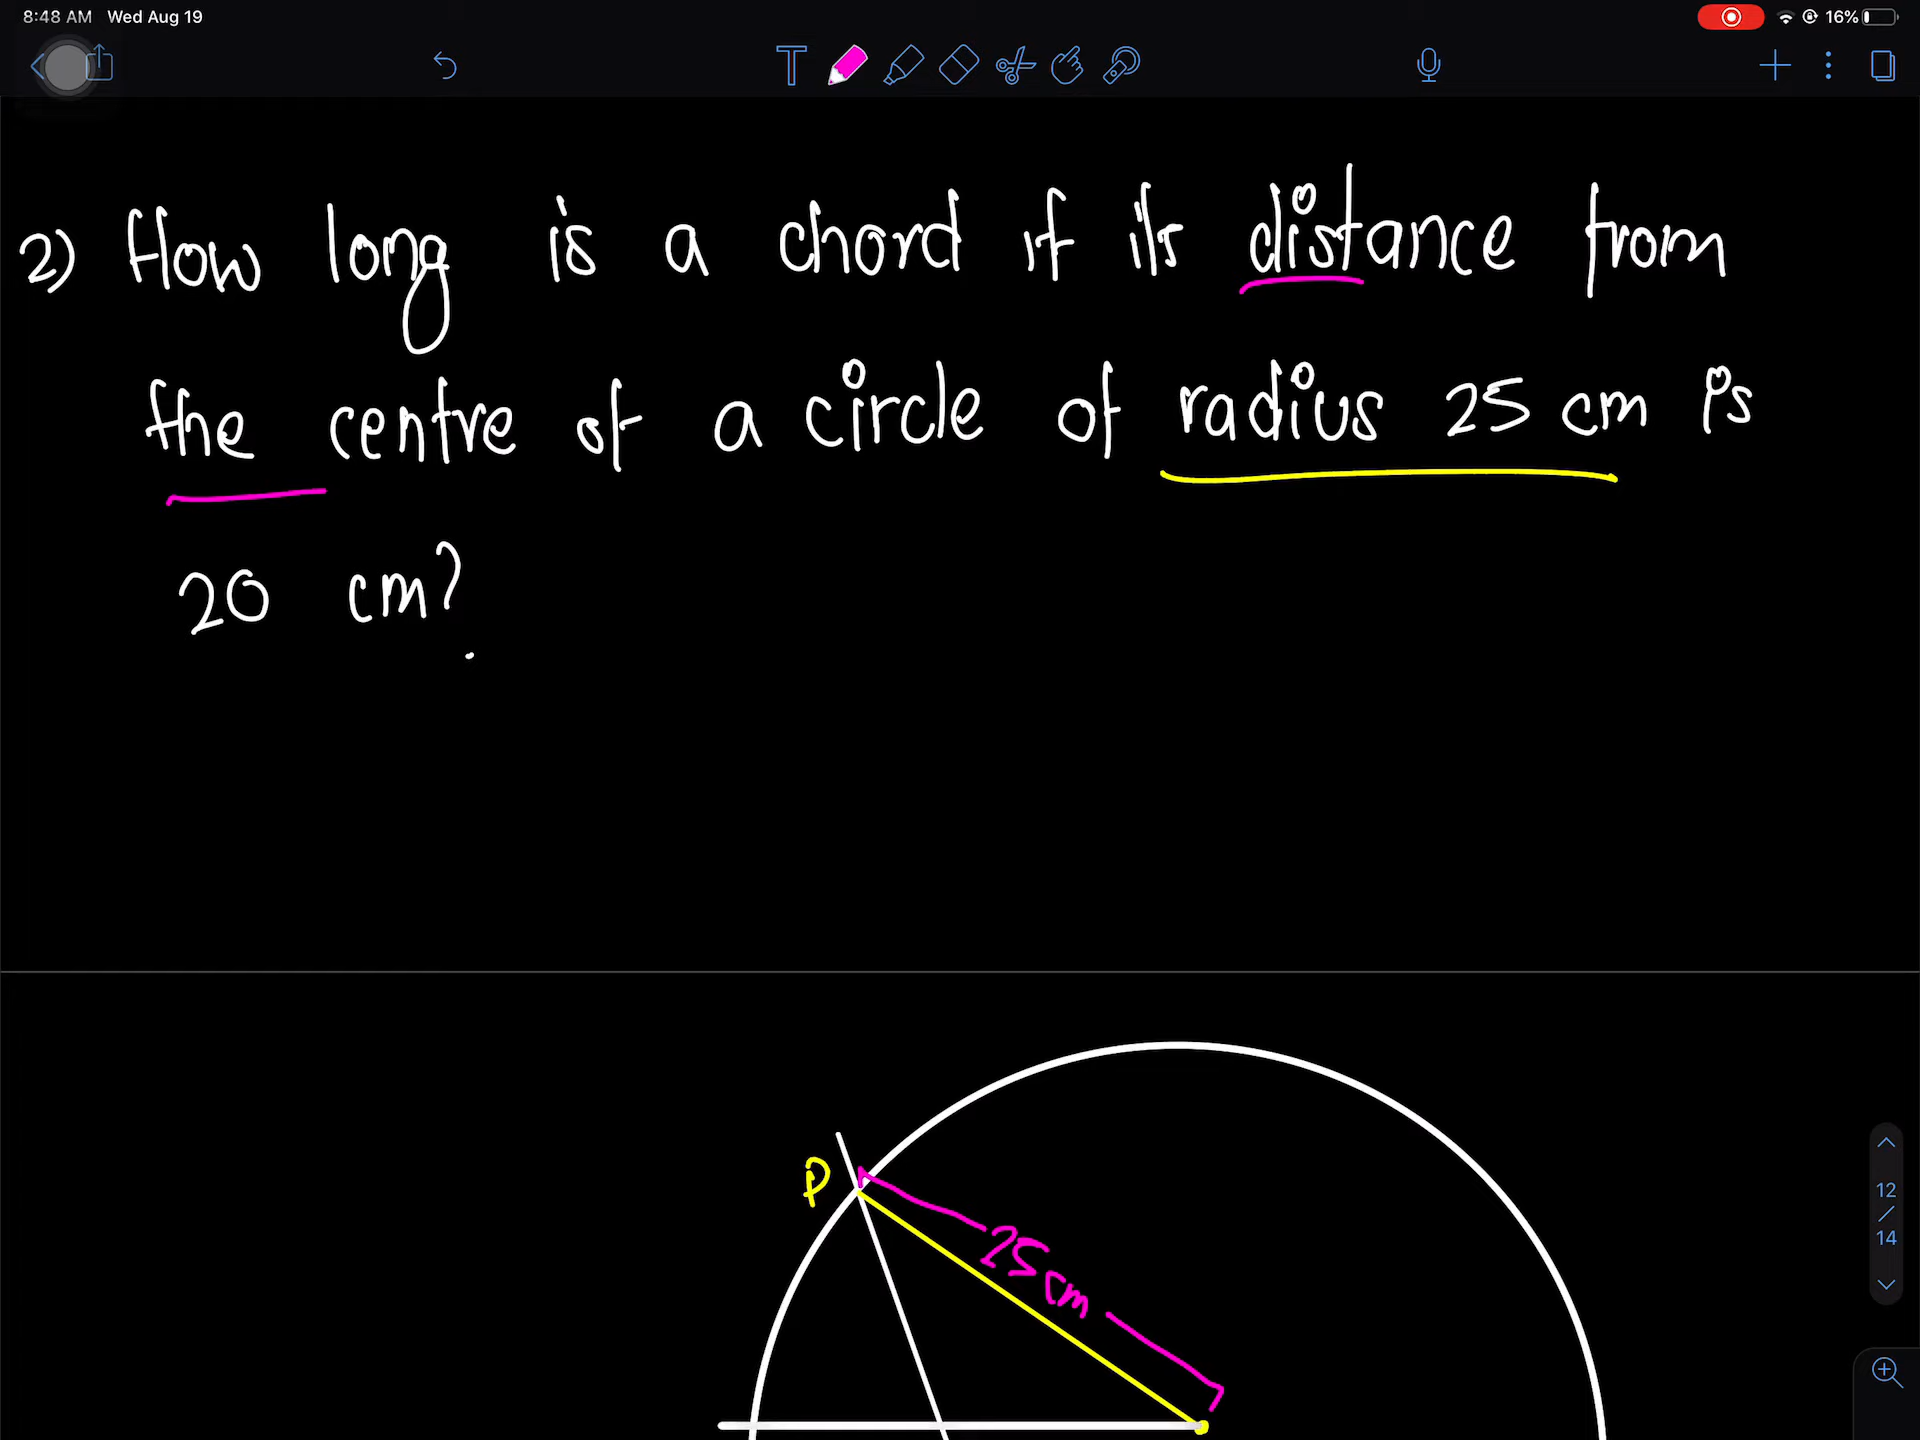 8:48 AM Wed Aug 19
16%
T
2) How long is a chord if its distance from
the centre of a circle of radius 25 cm is
20 cm?
P
25 cm
12
/
14